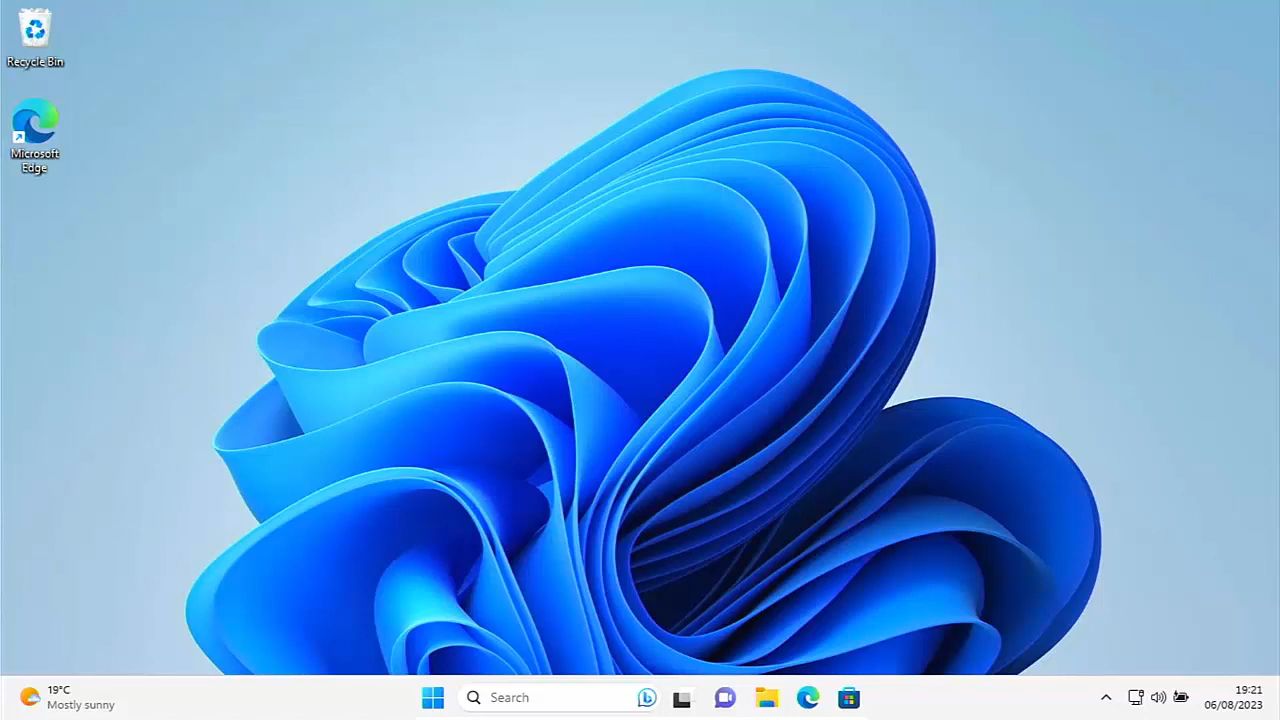 Recycle Bin
Microsoft
Edge
19°C
Mostly sunny
Search
19:21
06/08/2023